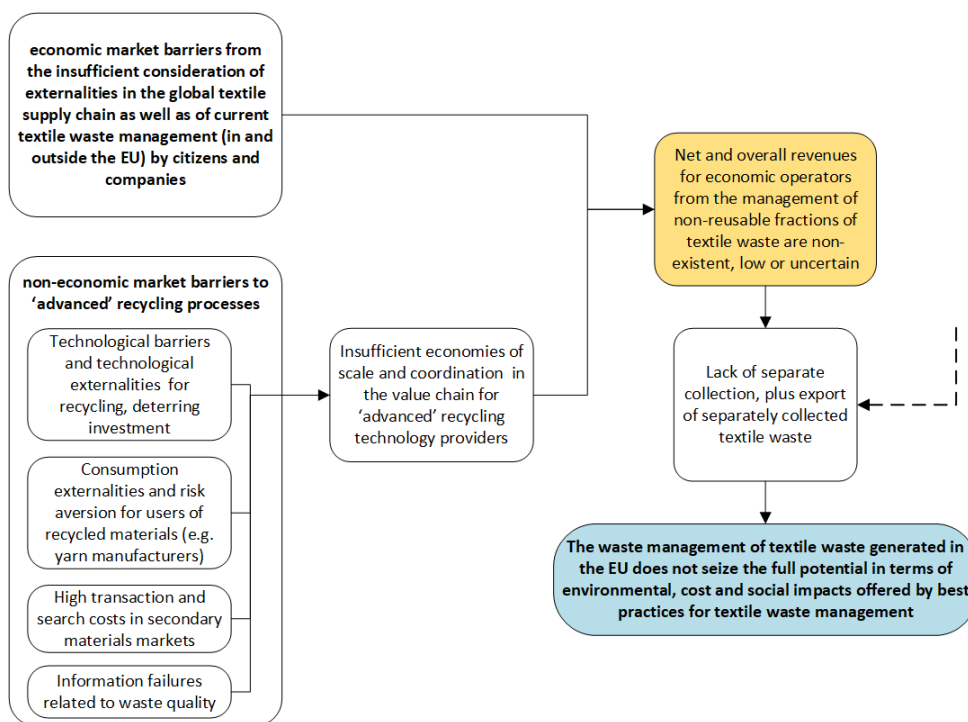 economic market barriers from
the insufficient consideration of
externalities in the global textile
supply chain as well as of current
textile waste management (in and
outside the EU) by citizens and
companies
non-economic market barriers to
‘advanced’ recycling processes
Technological barriers
and technological
externalities for
recycling, deterring
investment
Consumption
externalities and risk
aversion for users of
recycled materials (e.g.
yarn manufacturers)
High transaction and
search costs in secondary
materials markets
Information failures
related to waste quality
Insufficient economies of
scale and coordination in
the value chain for
‘advanced’ recycling
technology providers
Net and overall revenues
for economic operators
from the management of
non-reusable fractions of
textile waste are non-
existent, low or uncertain
Lack of separate
collection, plus export
of separately collected
textile waste
The waste management of textile waste generated in
the EU does not seize the full potential in terms of
environmental, cost and social impacts offered by best
practices for textile waste management